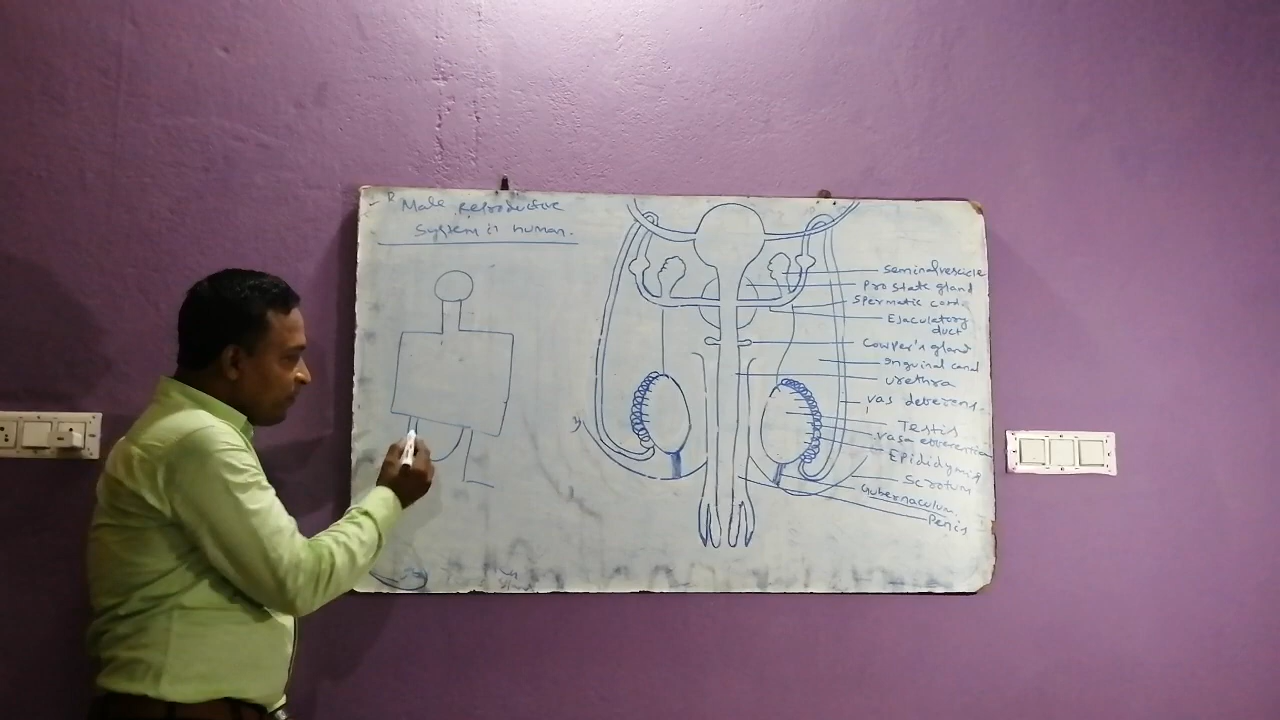 Male Reproductive
System in human.
seminal vescicle
prostate gland
spermatic cord
Ejaculatory
duct
Cowper's gland
inguinal canal
urethra
vas deferens
Testis
vasa efferentia
Epididymis
Scrotum
Gubernaculum
Penis